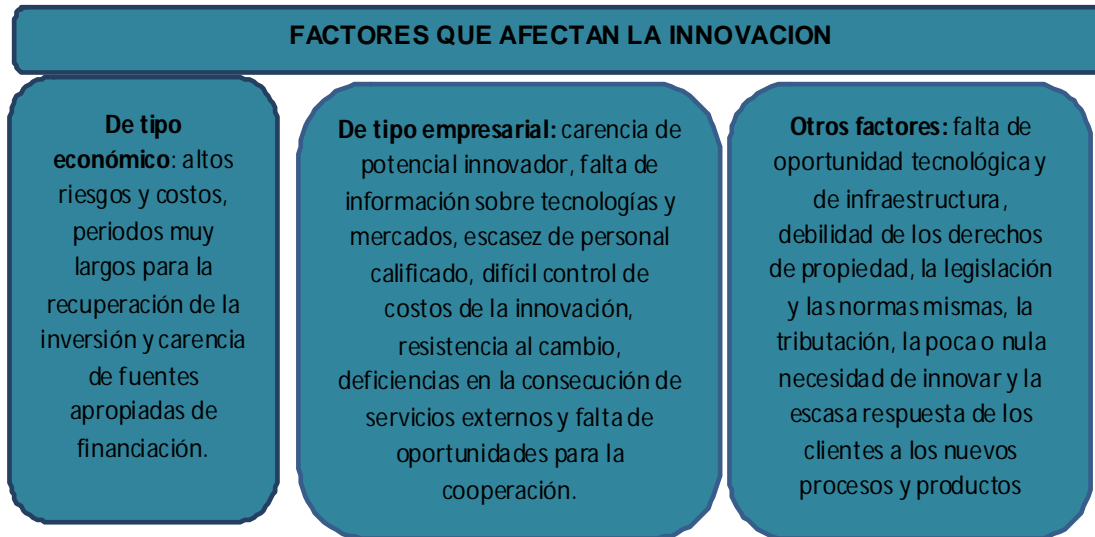 FACTORES QUE AFECTAN LA INNOVACION
De tipo
económico: altos
riesgos y costos,
periodos muy
largos para la
recuperación de la
inversión y carencia
de fuentes
apropiadas de
financiación.
De tipo empresarial: carencia de
potencial innovador, falta de
información sobre tecnologías y
mercados, escasez de personal
calificado, difícil control de
costos de la innovación,
resistencia al cambio,
deficiencias en la consecución de
servicios externos y falta de
oportunidades para la
cooperación.
Otros factores: falta de
oportunidad tecnológica y
de infraestructura,
debilidad de los derechos
de propiedad, la legislación
y las normas mismas, la
tributación, la poca o nula
necesidad de innovar y la
escasa respuesta de los
clientes a los nuevos
procesos y productos